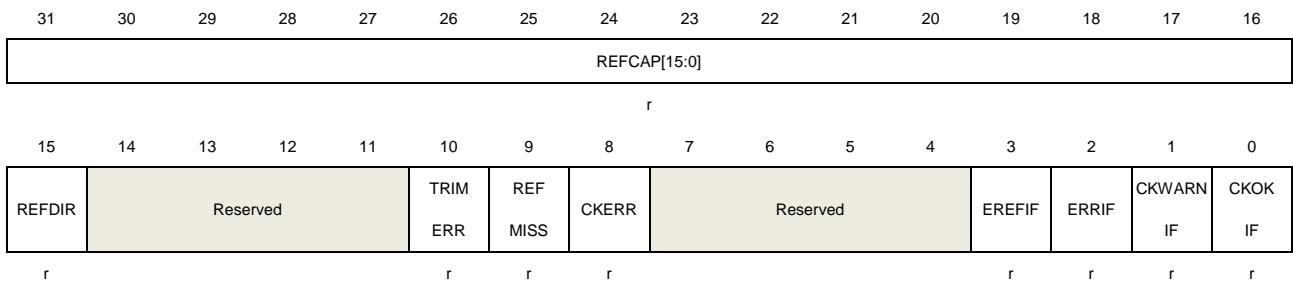 31 30 29 28 27 26 25 24 23 22 21 20 19 18 17 16
REFCAP[15:0]
r
15 14 13 12 11 10 9 8 7 6 5 4 3 2 1 0
REFDIR Reserved TRIM ERR REF MISS CKERR Reserved EREFIF ERRIF CKWARN IF CKOK IF
r r r r r r r r